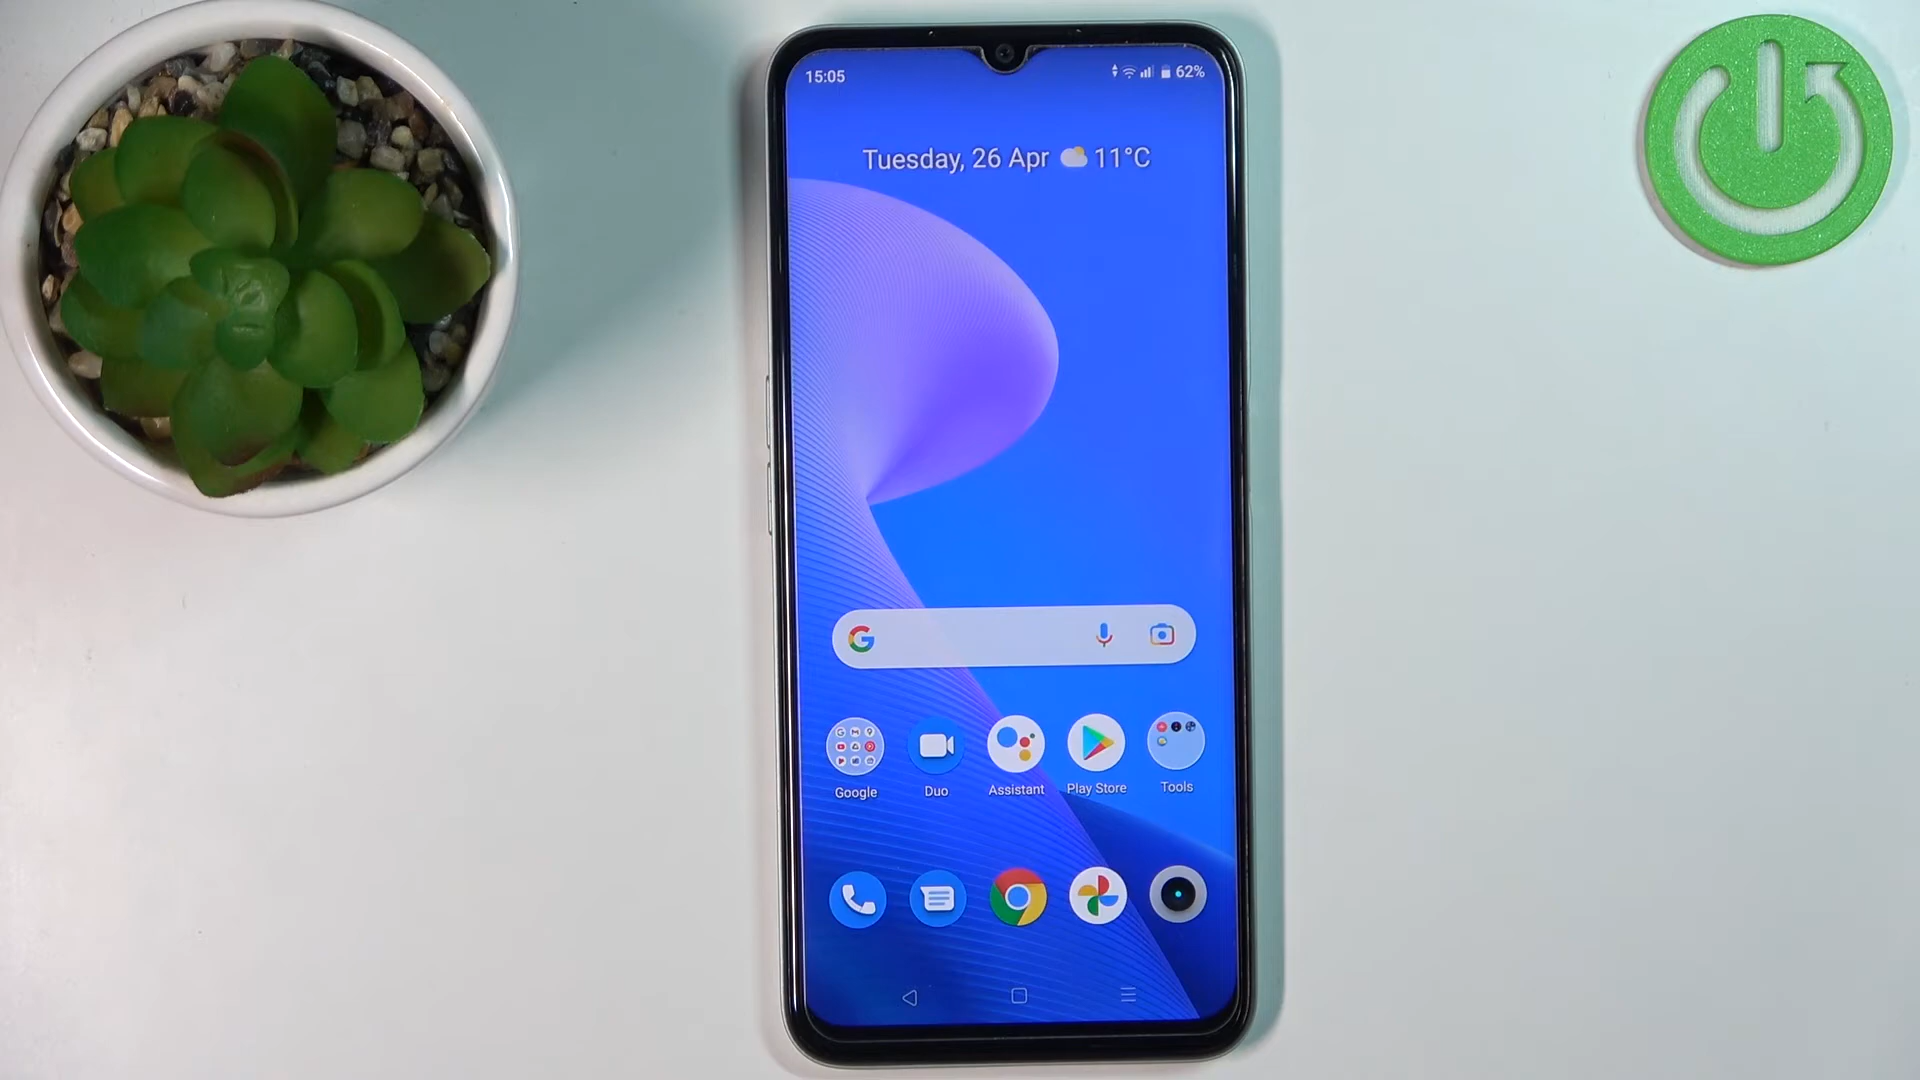 15:05
62%
Tuesday, 26 Apr 11°C
Google
Duo
Assistant
Play Store
Tools